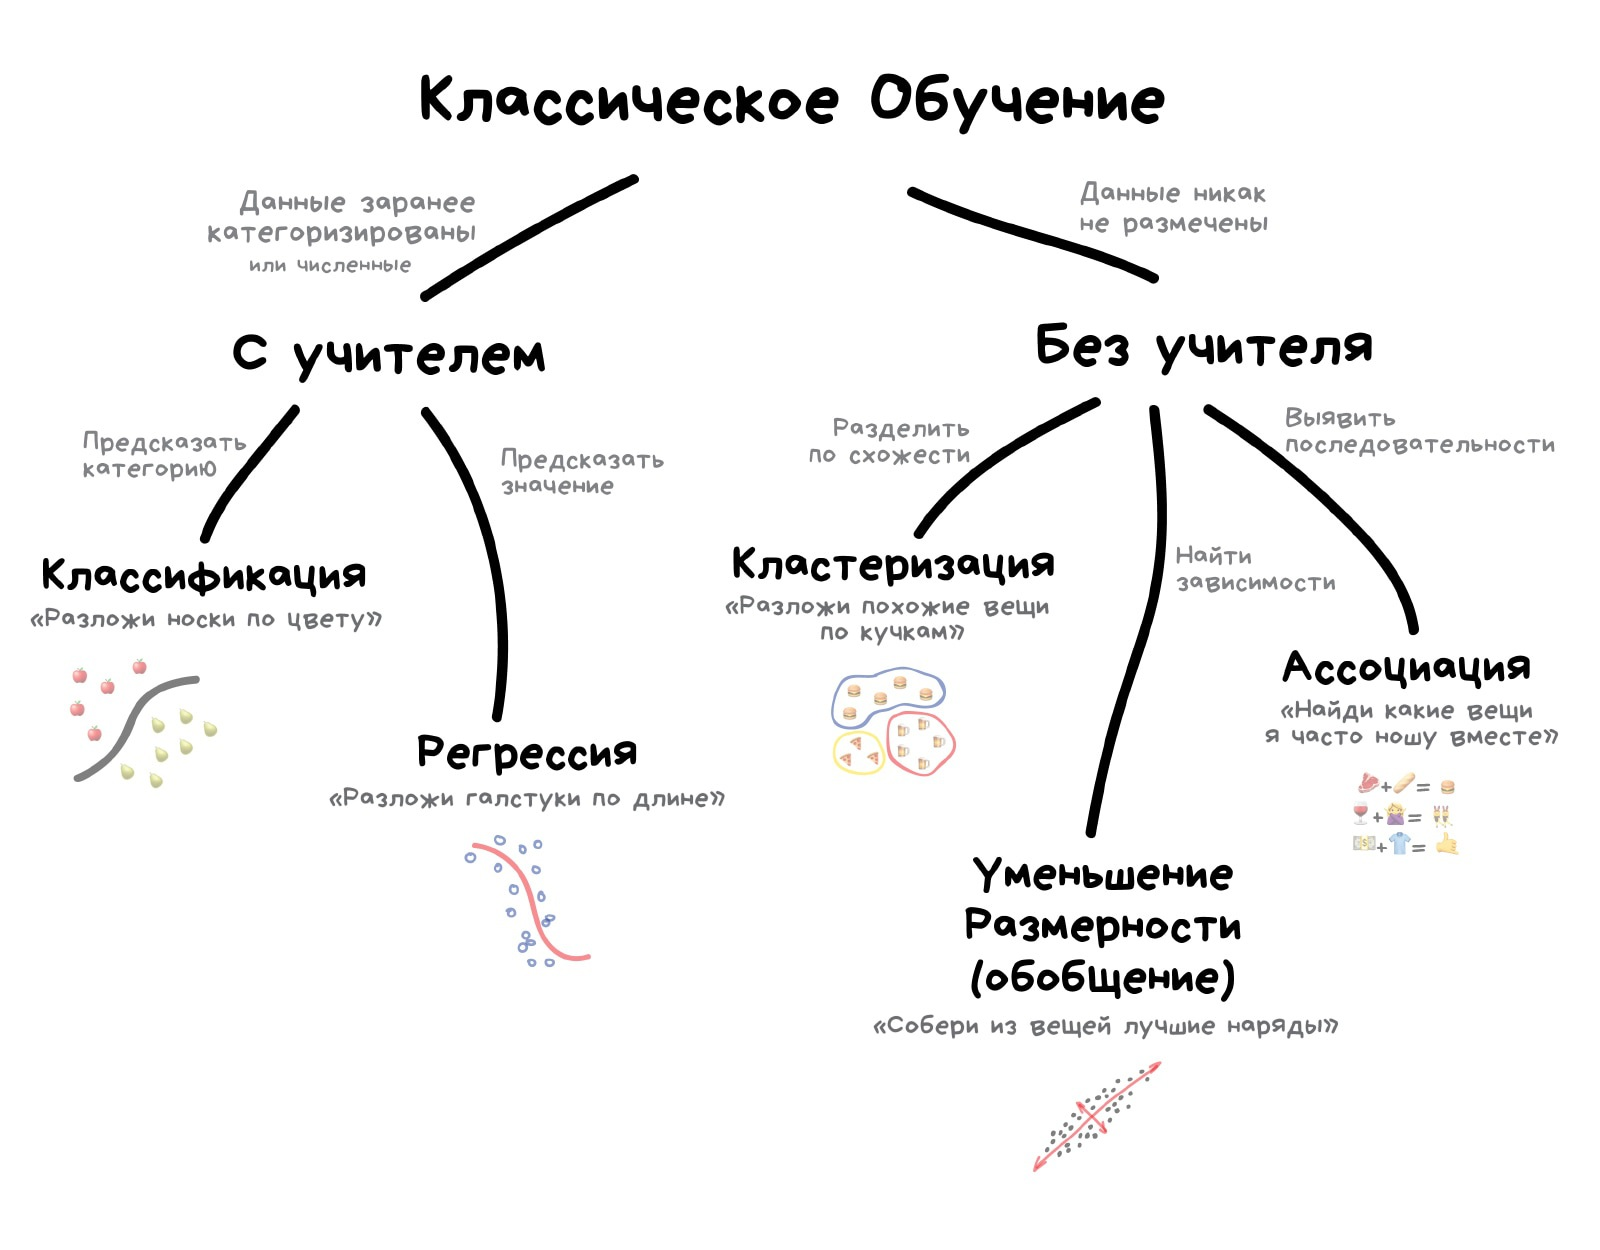 Классическое Обучение
Данные заранее
категоризированы
или численные
Данные никак
не размечены
С учителем
Без учителя
Предсказать
категорию
Предсказать
значение
Разделить
по схожести
Найти
зависимости
Выявить
последовательности
Классификация
«Разложи носки по цвету»
Регрессия
«Разложи галстуки по длине»
Кластеризация
«Разложи похожие вещи
по кучкам»
Ассоциация
«Найди какие вещи
я часто ношу вместе»
+ =
+ =
+ =
Уменьшение
Размерности
(обобщение)
«Собери из вещей лучшие наряды»